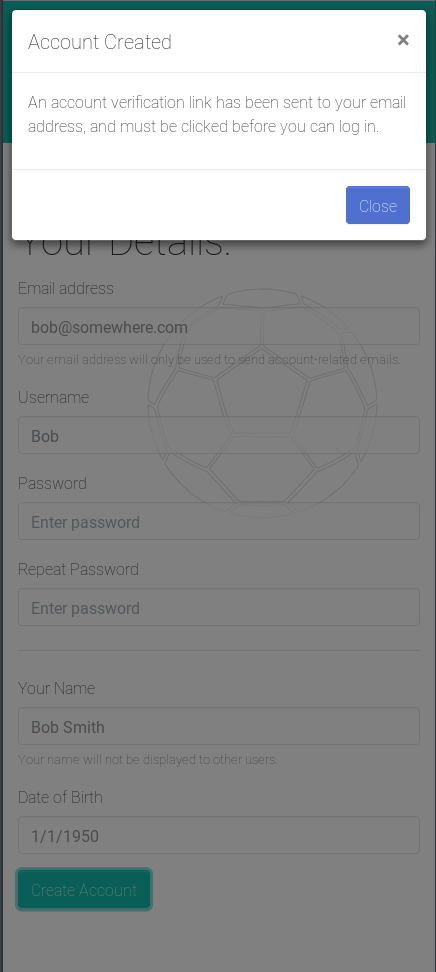 Account Created
×
An account verification link has been sent to your email
address, and must be clicked before you can log in.
Close
Your Details:
Email address
bob@somewhere.com
Your email address will only be used to send account-related emails.
Username
Bob
Password
Enter password
Repeat Password
Enter password
Your Name
Bob Smith
Your name will not be displayed to other users.
Date of Birth
1/1/1950
Create Account